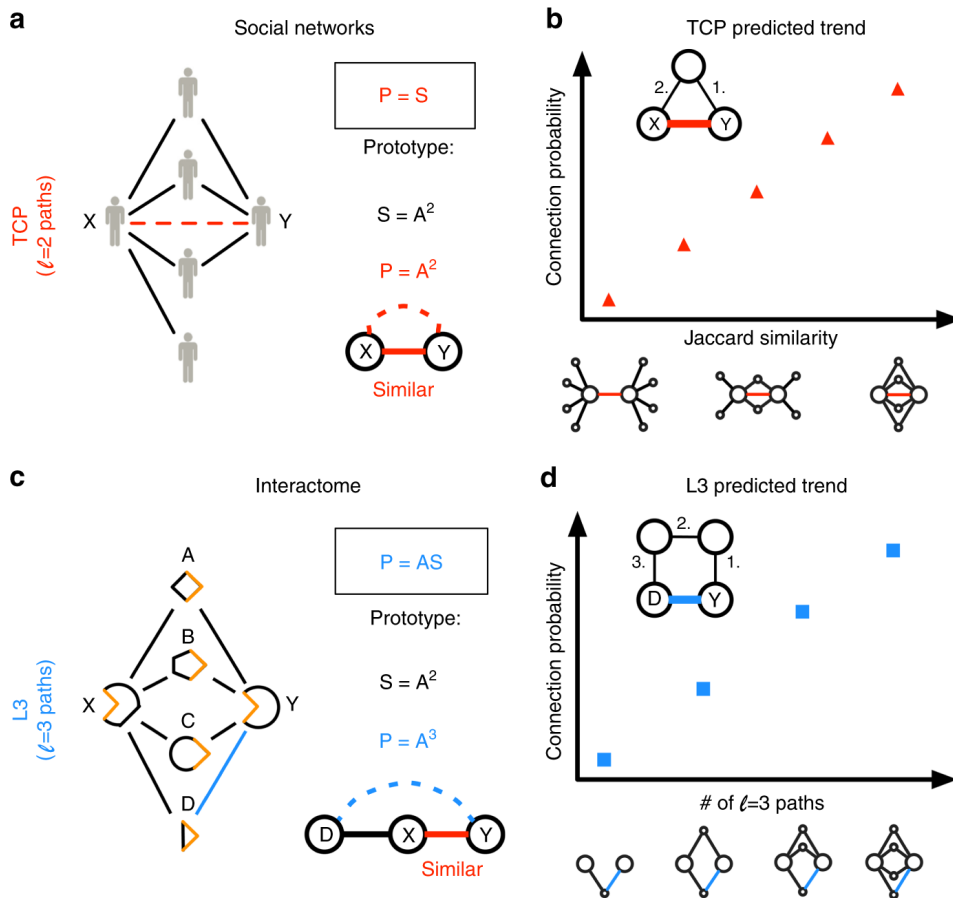 a
Social networks
TCP
(ℓ=2 paths)
X
Y
P = S
Prototype:
S = A²
P = A²
X
Y
Similar
b
TCP predicted trend
Connection probability
2.
1.
X
Y
Jaccard similarity
c
Interactome
L3
(ℓ=3 paths)
A
B
X
Y
C
D
P = AS
Prototype:
S = A²
P = A³
D
X
Y
Similar
d
L3 predicted trend
Connection probability
2.
3.
1.
D
Y
# of ℓ=3 paths